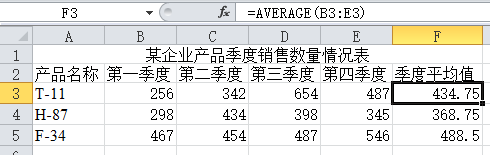 F3 fx =AVERAGE(B3:E3)
A B C D E F
1 某企业产品季度销售数量情况表
2 产品名称 第一季度 第二季度 第三季度 第四季度 季度平均值
3 T-11 256 342 654 487 434.75
4 H-87 298 434 398 345 368.75
5 F-34 467 454 487 546 488.5